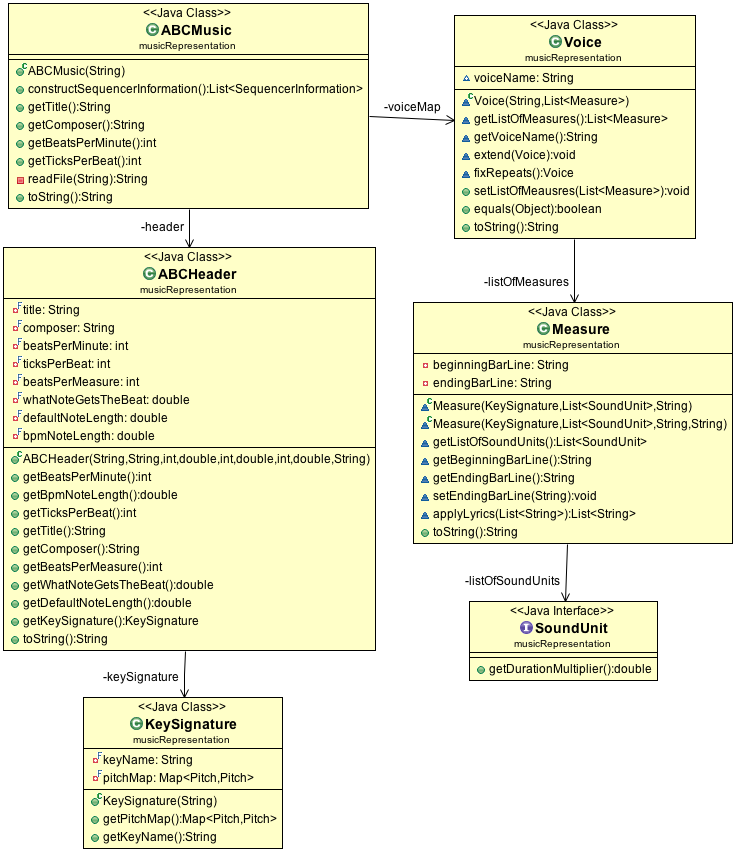 <<Java Class>>
ABCMusic
musicRepresentation
ABCMusic(String)
constructSequencerInformation():List<SequencerInformation>
getTitle():String
getComposer():String
getBeatsPerMinute():int
getTicksPerBeat():int
readFile(String):String
toString():String
-voiceMap
<<Java Class>>
Voice
musicRepresentation
voiceName: String
Voice(String,List<Measure>)
getListOfMeasures():List<Measure>
getVoiceName():String
extend(Voice):void
fixRepeats():Voice
setListOfMeausres(List<Measure>):void
equals(Object):boolean
toString():String
-header
<<Java Class>>
ABCHeader
musicRepresentation
title: String
composer: String
beatsPerMinute: int
ticksPerBeat: int
beatsPerMeasure: int
whatNoteGetsTheBeat: double
defaultNoteLength: double
bpmNoteLength: double
ABCHeader(String,String,int,double,int,double,int,double,String)
getBeatsPerMinute():int
getBpmNoteLength():double
getTicksPerBeat():int
getTitle():String
getComposer():String
getBeatsPerMeasure():int
getWhatNoteGetsTheBeat():double
getDefaultNoteLength():double
getKeySignature():KeySignature
toString():String
-listOfMeasures
<<Java Class>>
Measure
musicRepresentation
beginningBarLine: String
endingBarLine: String
Measure(KeySignature,List<SoundUnit>,String)
Measure(KeySignature,List<SoundUnit>,String,String)
getListOfSoundUnits():List<SoundUnit>
getBeginningBarLine():String
getEndingBarLine():String
setEndingBarLine(String):void
applyLyrics(List<String>):List<String>
toString():String
-listOfSoundUnits
<<Java Interface>>
SoundUnit
musicRepresentation
getDurationMultiplier():double
-keySignature
<<Java Class>>
KeySignature
musicRepresentation
keyName: String
pitchMap: Map<Pitch,Pitch>
KeySignature(String)
getPitchMap():Map<Pitch,Pitch>
getKeyName():String